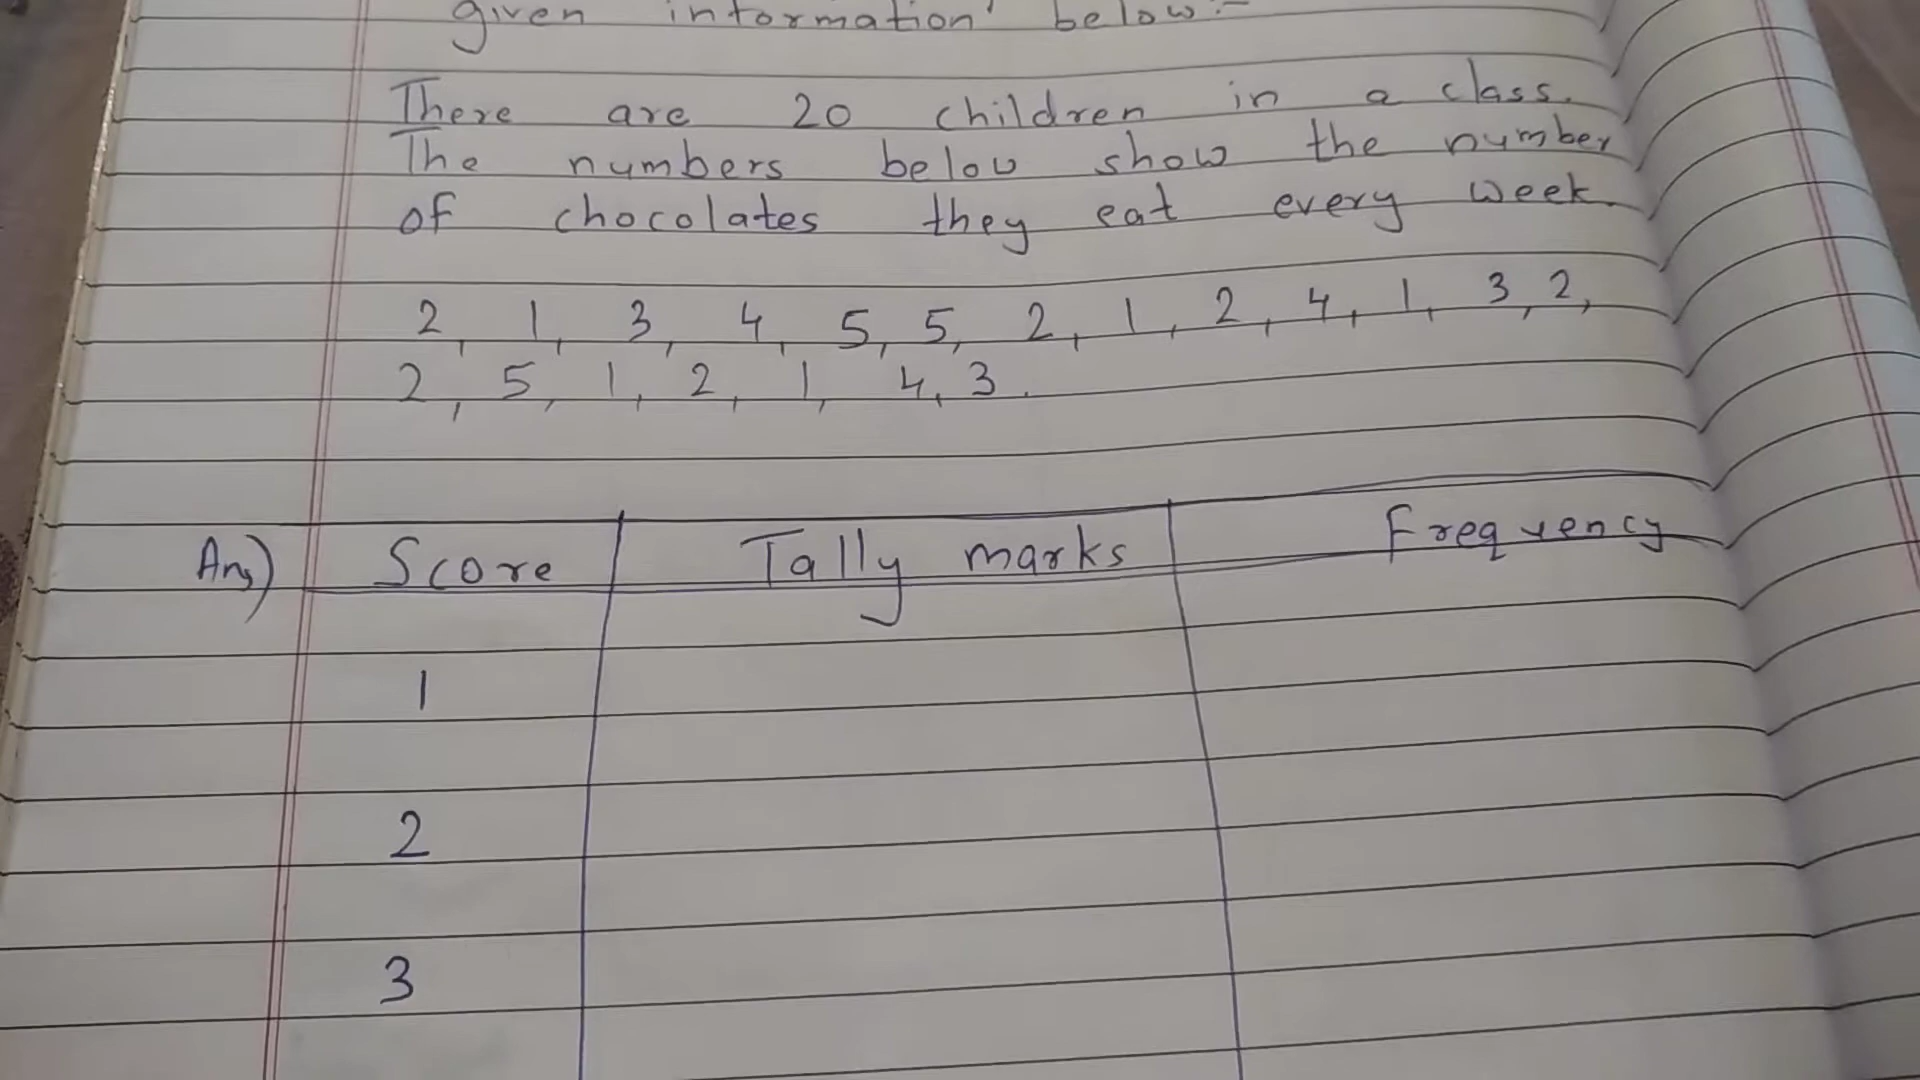 given information below:-
There are 20 children in a class.
The numbers below show the number
of chocolates they eat every week.
2, 1, 3, 4, 5, 5, 2, 1, 2, 4, 1, 3, 2,
2, 5, 1, 2, 1, 4, 3.
Ans) Score Tally marks Frequency
1
2
3